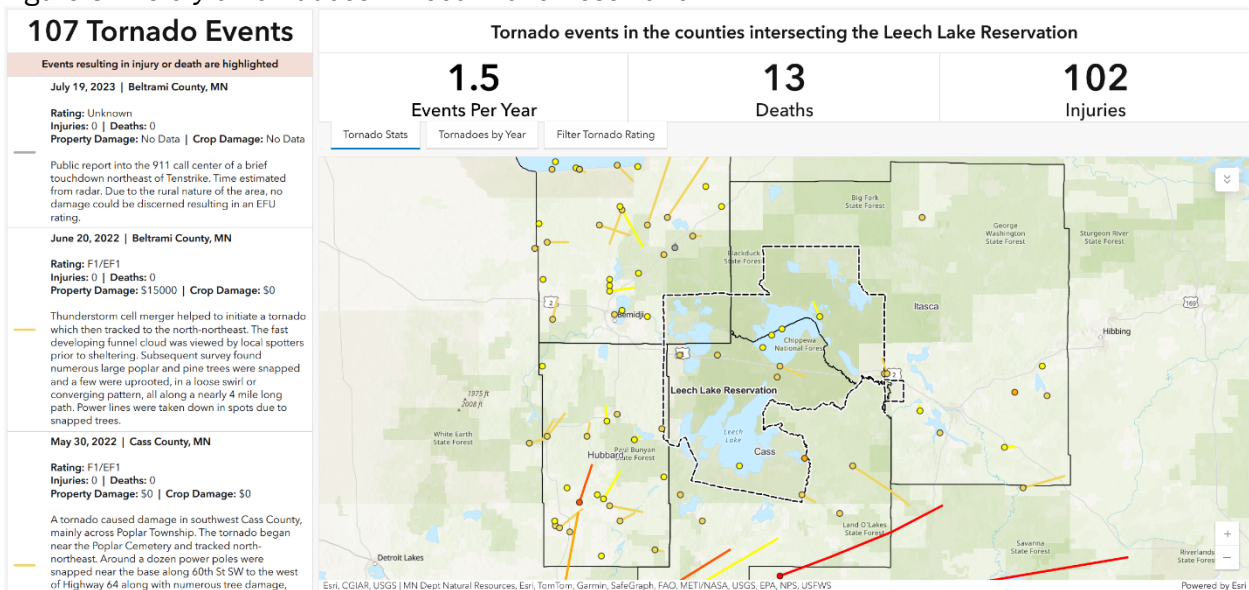 107 Tornado Events
Events resulting in injury or death are highlighted
July 19, 2023 | Beltrami County, MN
Rating: Unknown
Injuries: 0 | Deaths: 0
Property Damage: No Data | Crop Damage: No Data
Public report into the 911 call center of a brief
touchdown northeast of Tenstrike. Time estimated
from radar. Due to the rural nature of the area, no
damage could be discerned resulting in an EFU
rating.
June 20, 2022 | Beltrami County, MN
Rating: F1/EF1
Injuries: 0 | Deaths: 0
Property Damage: $15000 | Crop Damage: $0
Thunderstorm cell merger helped to initiate a tornado
which then tracked to the north-northeast. The fast
developing funnel cloud was viewed by local spotters
prior to sheltering. Subsequent survey found
numerous large poplar and pine trees were snapped
and a few were uprooted, in a loose swirl or
converging pattern, all along a nearly 4 mile long
path. Power lines were taken down in spots due to
snapped trees.
May 30, 2022 | Cass County, MN
Rating: F1/EF1
Injuries: 0 | Deaths: 0
Property Damage: $0 | Crop Damage: $0
A tornado caused damage in southwest Cass County,
mainly across Poplar Township. The tornado began
near the Poplar Cemetery and tracked north-
northeast. Around a dozen power poles were
snapped near the base along 60th St SW to the west
of Highway 64 along with numerous tree damage,
Tornado events in the counties intersecting the Leech Lake Reservation
1.5
Events Per Year
13
Deaths
102
Injuries
Tornado Stats
Tornadoes by Year
Filter Tornado Rating
Big Fork
State Forest
George
Washington
State Forest
Sturgeon River
State Forest
Blackduck
State Forest
2
Bemidji
Itasca
169
Hibbing
Chippewa
National Forest
2
2
Leech Lake Reservation
1975 ft
2008 ft
White Earth
State Forest
Leech
Lake
Cass
Hubbard
Paul Bunyan
State Forest
Land O'Lakes
State Forest
Savanna
State Forest
Riverlands
Detroit Lakes
Esri, CGIAR, USGS | MN Dept Natural Resources, Esri, TomTom, Garmin, SafeGraph, FAO, METI/NASA, USGS, EPA, NPS, USFWS
Powered by Esri